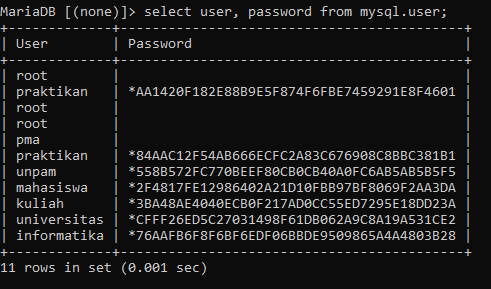 MariaDB [(none)]> select user, password from mysql.user;
+-------------+-------------------------------------------+
| User        | Password                                  |
+-------------+-------------------------------------------+
| root        |                                           |
| praktikan   | *AA1420F182E88B9E5F874F6FBE7459291E8F4601 |
| root        |                                           |
| root        |                                           |
| pma         |                                           |
| praktikan   | *84AAC12F54AB666ECFC2A83C676908C8BBC381B1 |
| unpam       | *558B572FC770BEEF80CB0CB40A0FC6AB5AB5B5F5 |
| mahasiswa   | *2F4817FE12986402A21D10FBB97BF8069F2AA3DA |
| kuliah      | *3BA48AE4040ECB0F217AD0CC55ED7295E18DD23A |
| universitas | *CFFF26ED5C27031498F61DB062A9C8A19A531CE2 |
| informatika | *76AAFB6F8F6BF6EDF06BBDE9509865A4A4803B28 |
+-------------+-------------------------------------------+
11 rows in set (0.001 sec)